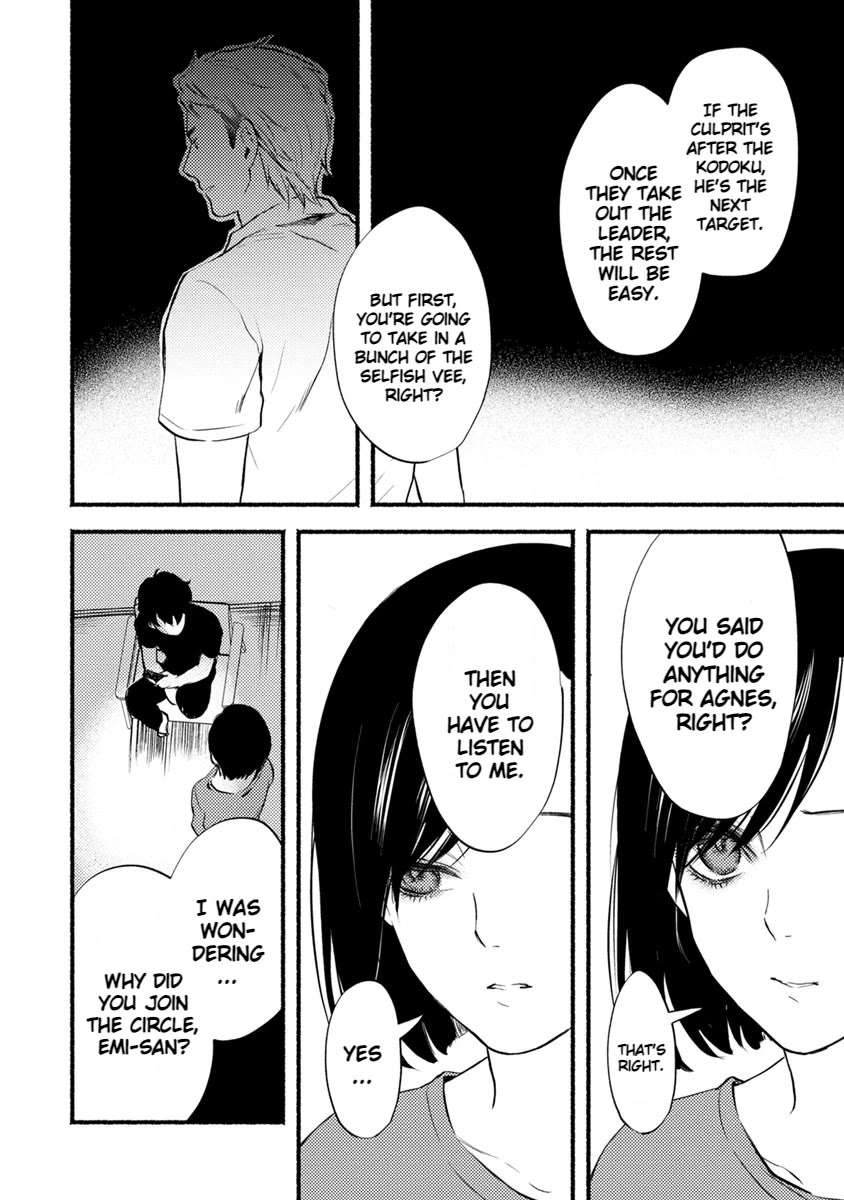 IF THE
CULPRIT'S
AFTER THE
KODOKU,
HE'S THE
NEXT
TARGET.
ONCE
THEY TAKE
OUT THE
LEADER,
THE REST
WILL BE
EASY.
BUT FIRST,
YOU'RE GOING
TO TAKE IN A
BUNCH OF THE
SELFISH VEE,
RIGHT?
YOU SAID
YOU'D DO
ANYTHING
FOR AGNES,
RIGHT?
THAT'S
RIGHT.
THEN
YOU
HAVE TO
LISTEN
TO ME.
YES
...
I WAS
WON-
DERING
...
WHY DID
YOU JOIN
THE CIRCLE,
EMI-SAN?